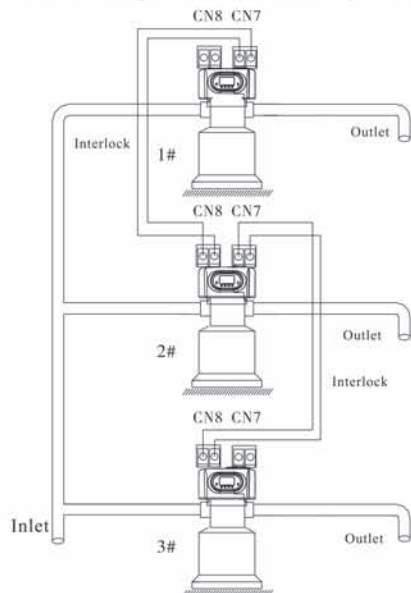 CN8 CN7
Interlock
1#
Outlet
CN8 CN7
2#
Outlet
Interlock
CN8 CN7
Inlet
3#
Outlet